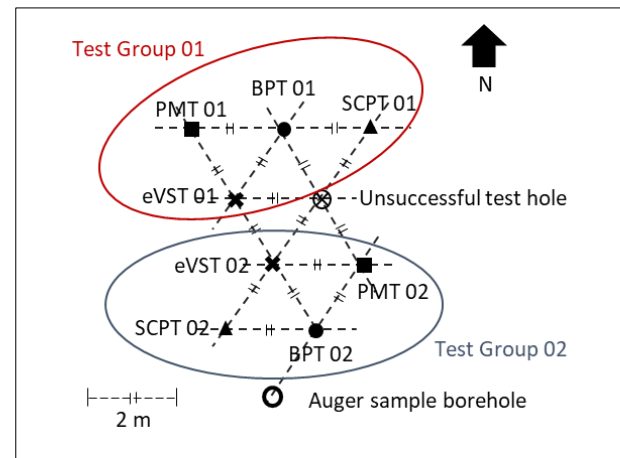 Test Group 01
BPT 01
N
PMT 01
SCPT 01
eVST 01
Unsuccessful test hole
eVST 02
PMT 02
SCPT 02
BPT 02
Test Group 02
2 m
Auger sample borehole